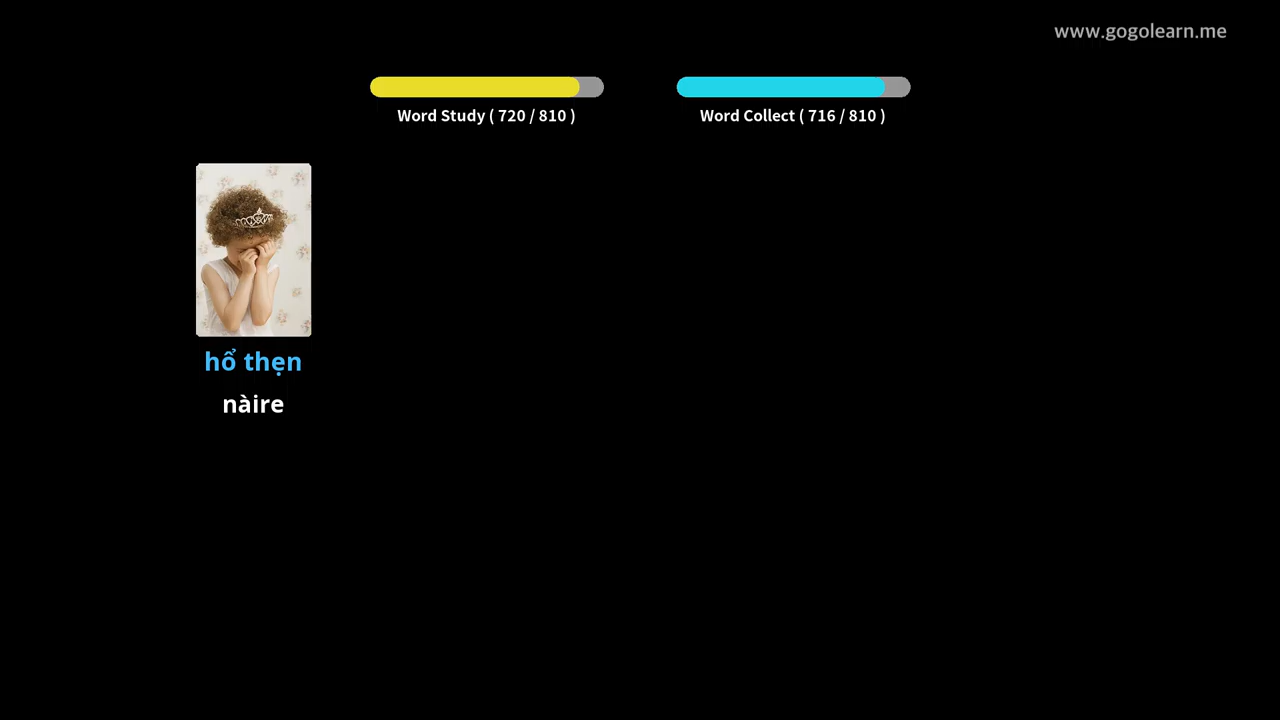 www.gogolearn.me
Word Study ( 720 / 810 )
Word Collect ( 716 / 810 )
hổ thẹn
nàire